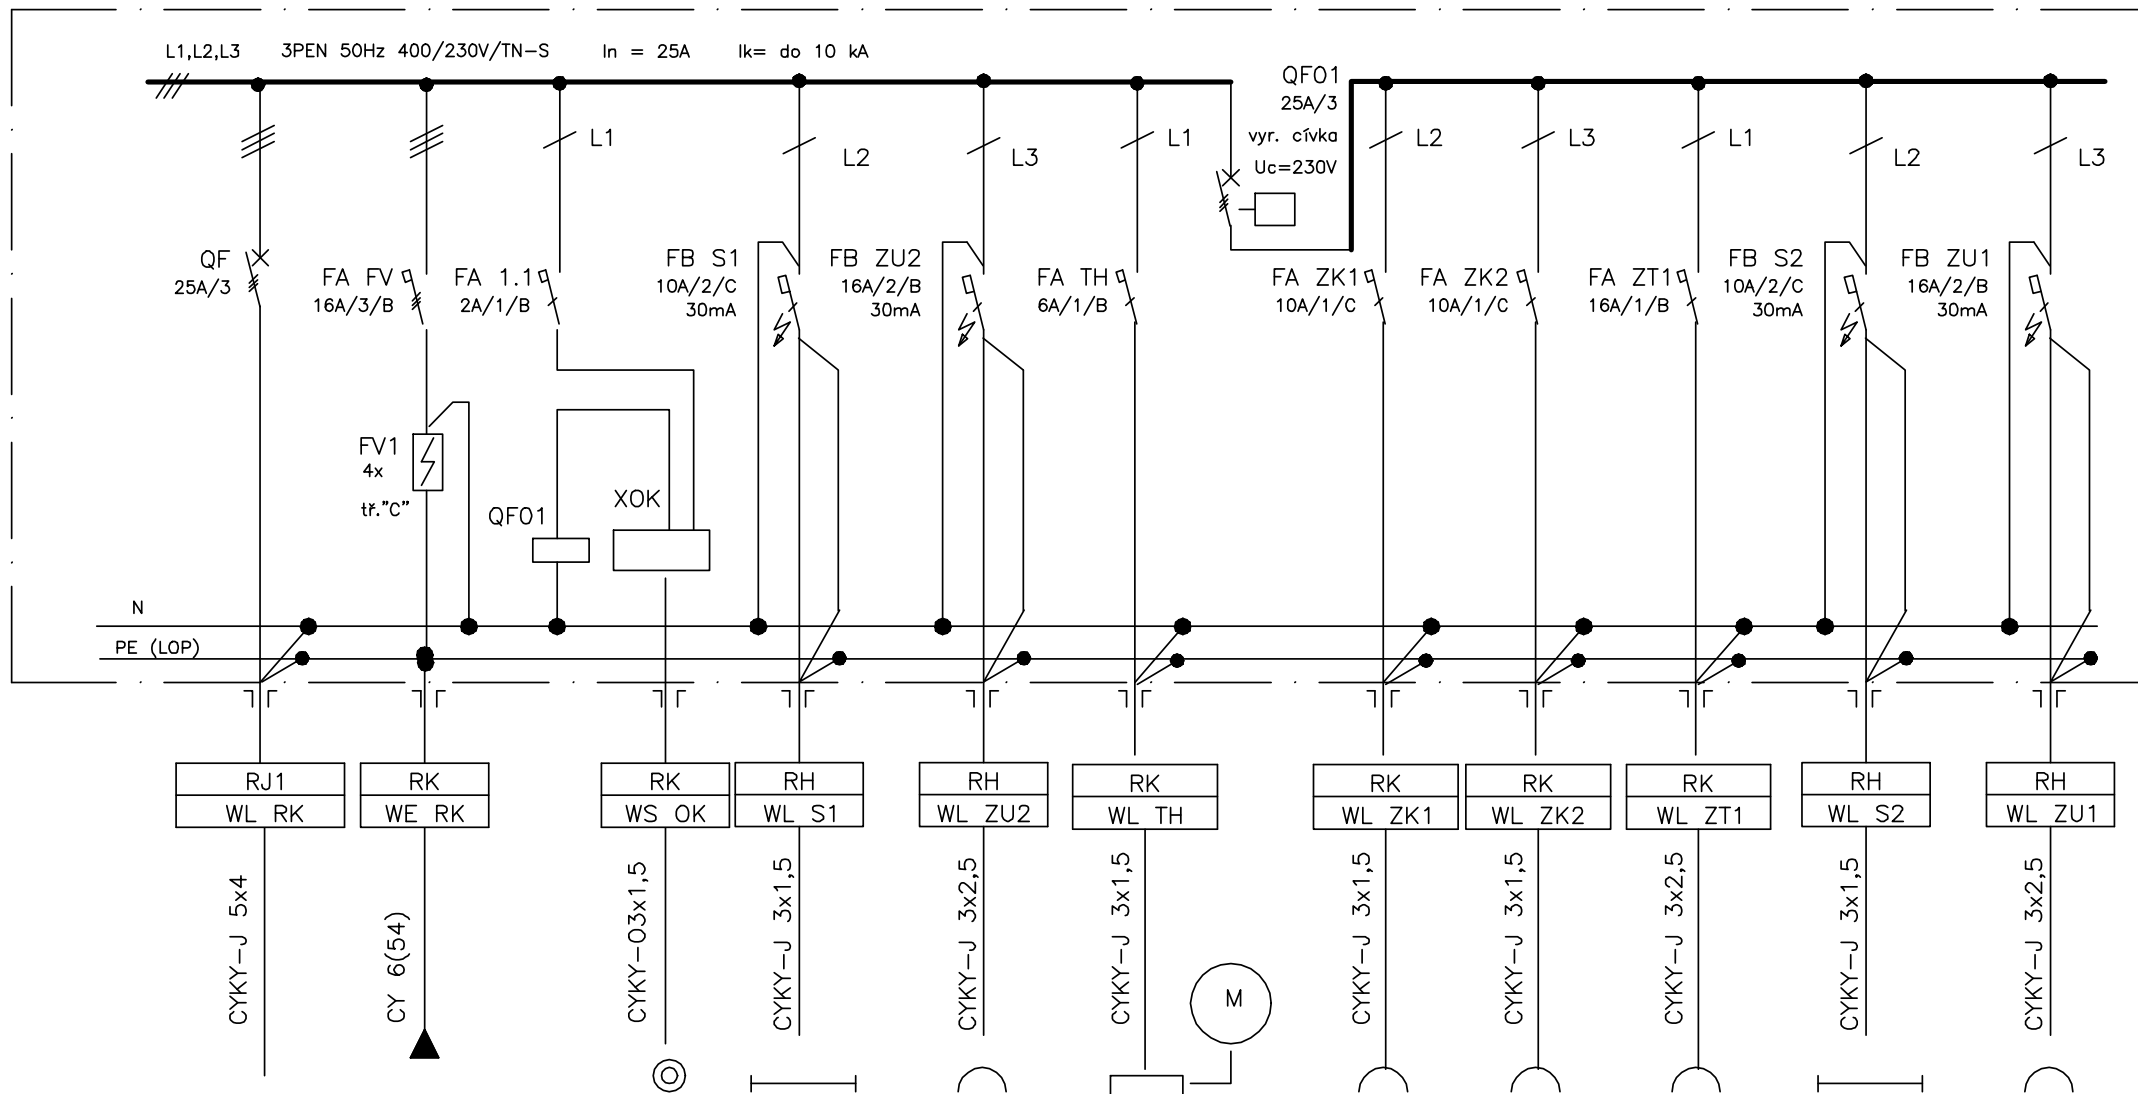 L1,L2,L3 3PEN 50Hz 400/230V/TN-S In = 25A Ik= do 10 kA
QF01
25A/3
vyr. cívka
Uc=230V
L1
L2
L3
L1
L2
L3
L1
L2
L3
QF
25A/3
FA FV
16A/3/B
FA 1.1
2A/1/B
FB S1
10A/2/C
30mA
FB ZU2
16A/2/B
30mA
FA TH
6A/1/B
FA ZK1
10A/1/C
FA ZK2
10A/1/C
FA ZT1
16A/1/B
FB S2
10A/2/C
30mA
FB ZU1
16A/2/B
30mA
FV1
4x
tř."C"
QF01
XOK
N
PE (LOP)
RJ1
WL RK
RK
WE RK
RK
WS OK
RH
WL S1
RH
WL ZU2
RK
WL TH
RK
WL ZK1
RK
WL ZK2
RK
WL ZT1
RH
WL S2
RH
WL ZU1
CYKY-J 5x4
CY 6(54)
CYKY-O3x1,5
CYKY-J 3x1,5
CYKY-J 3x2,5
CYKY-J 3x1,5
M
CYKY-J 3x1,5
CYKY-J 3x1,5
CYKY-J 3x2,5
CYKY-J 3x1,5
CYKY-J 3x2,5